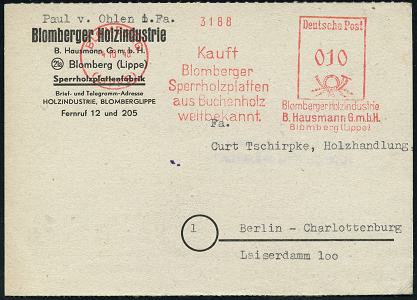 Paul v. Ohlen i.Fa.
Blomberger Holzindustrie
B. Hausmann G.m.b.H.
21a Blomberg (Lippe)
Sperrholzplattenfabrik
Brief- und Telegramm-Adresse
HOLZINDUSTRIE, BLOMBERGLIPPE
Fernruf 12 und 205
3188
Kauft
Blomberger
Sperrholzplatten
aus Buchenholz
weltbekannt.
Deutsche Post
010
Blomberger Holzindustrie
B. Hausmann G.m.b.H.
Blomberg (Lippe)
Fa.
Curt Tschirpke, Holzhandlung,
1 Berlin - Charlottenburg
Laiserdamm 100